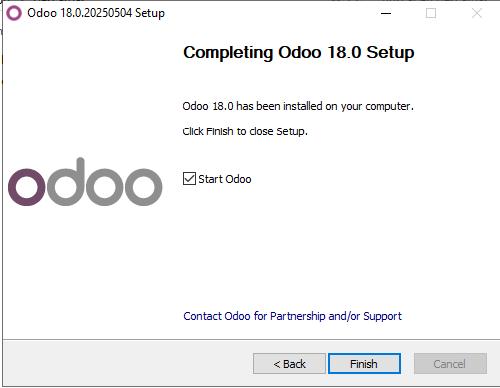 Odoo 18.0.20250504 Setup
Completing Odoo 18.0 Setup
Odoo 18.0 has been installed on your computer.
Click Finish to close Setup.
odoo
Start Odoo
Contact Odoo for Partnership and/or Support
< Back
Finish
Cancel